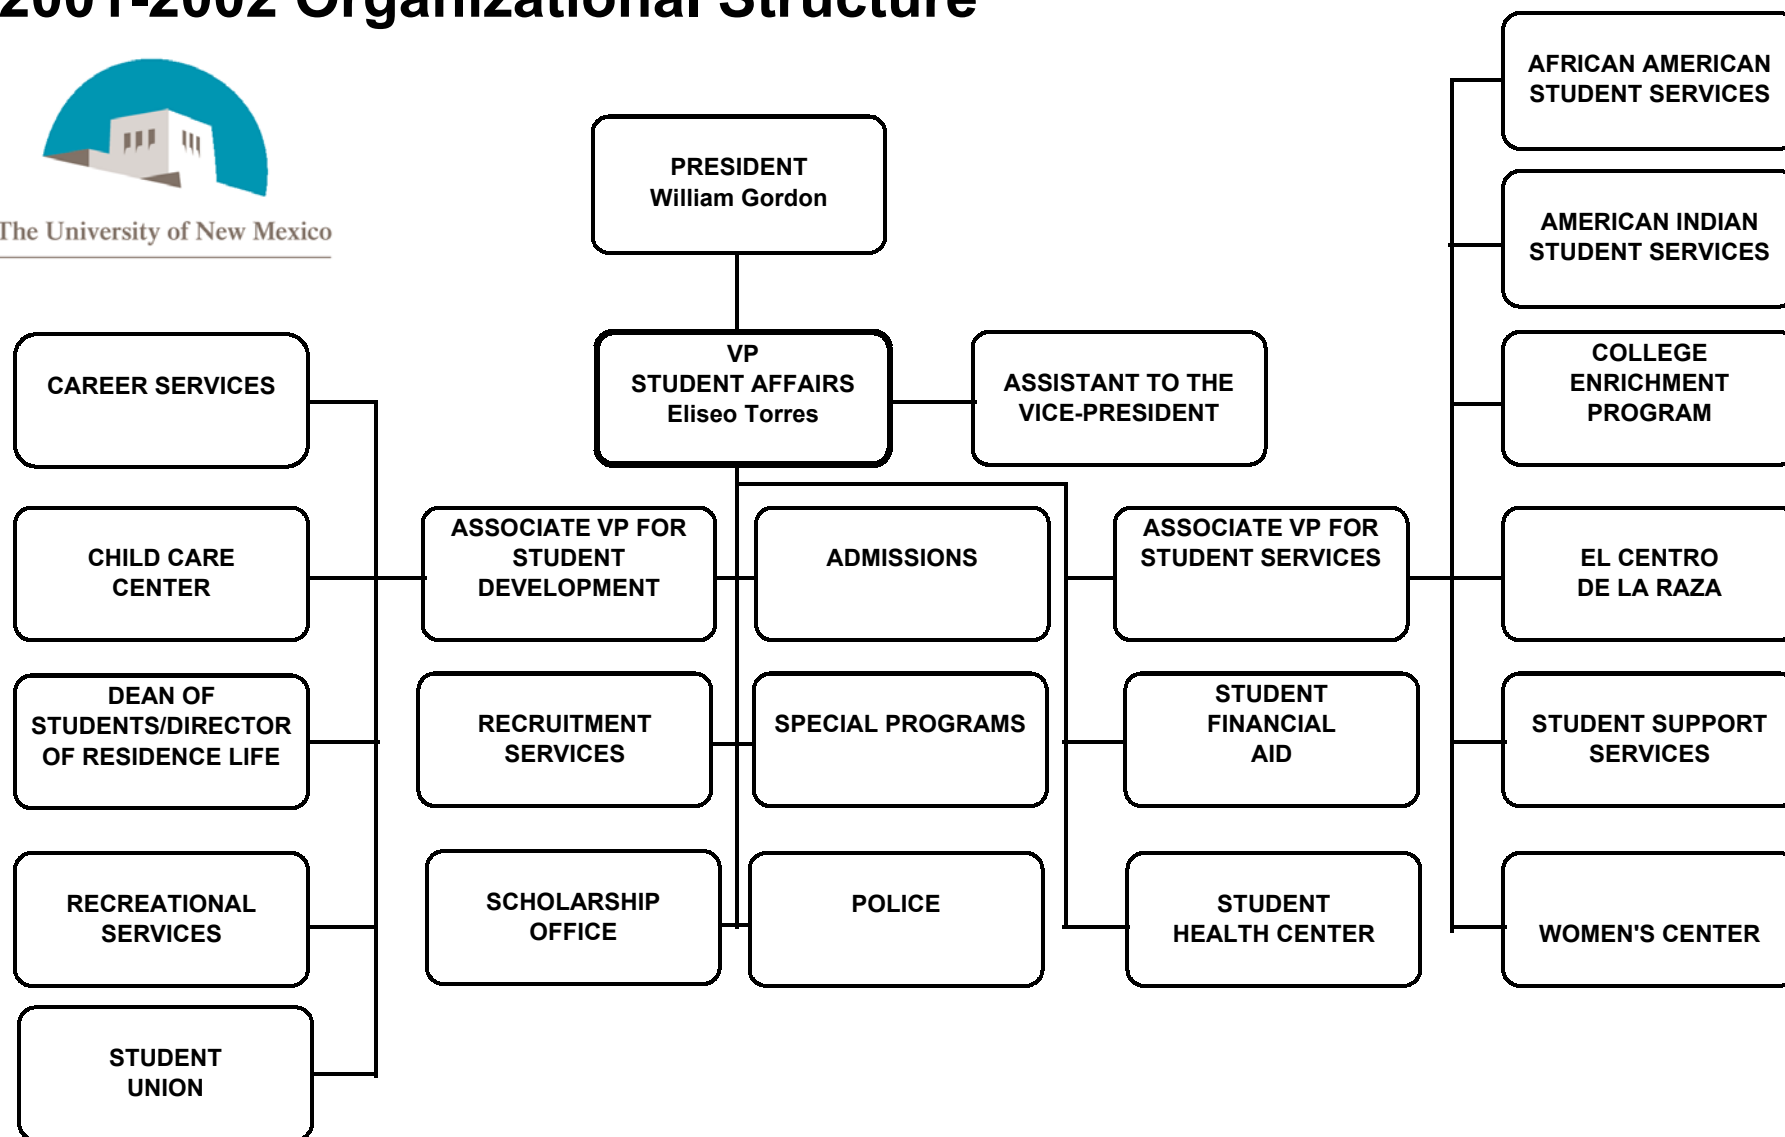 2001-2002 Organizational Structure
The University of New Mexico
PRESIDENT
William Gordon
VP
STUDENT AFFAIRS
Eliseo Torres
ASSISTANT TO THE
VICE-PRESIDENT
CAREER SERVICES
CHILD CARE
CENTER
DEAN OF
STUDENTS/DIRECTOR
OF RESIDENCE LIFE
RECREATIONAL
SERVICES
STUDENT
UNION
ASSOCIATE VP FOR
STUDENT
DEVELOPMENT
RECRUITMENT
SERVICES
SCHOLARSHIP
OFFICE
ADMISSIONS
SPECIAL PROGRAMS
POLICE
ASSOCIATE VP FOR
STUDENT SERVICES
STUDENT
FINANCIAL
AID
STUDENT
HEALTH CENTER
AFRICAN AMERICAN
STUDENT SERVICES
AMERICAN INDIAN
STUDENT SERVICES
COLLEGE
ENRICHMENT
PROGRAM
EL CENTRO
DE LA RAZA
STUDENT SUPPORT
SERVICES
WOMEN'S CENTER